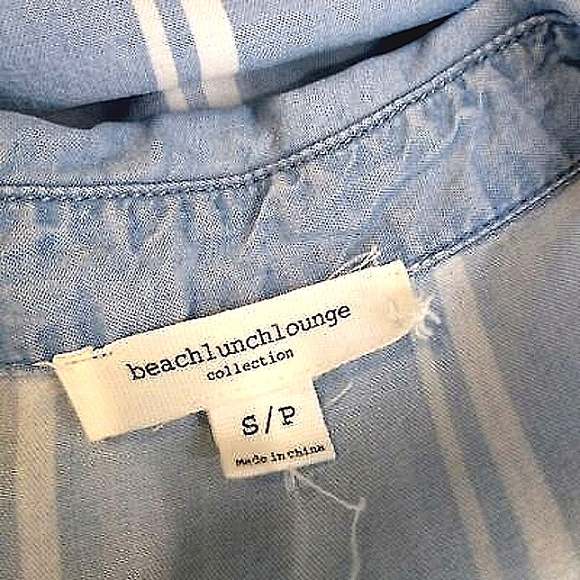 beachlunchlounge
collection
S/P
made in china